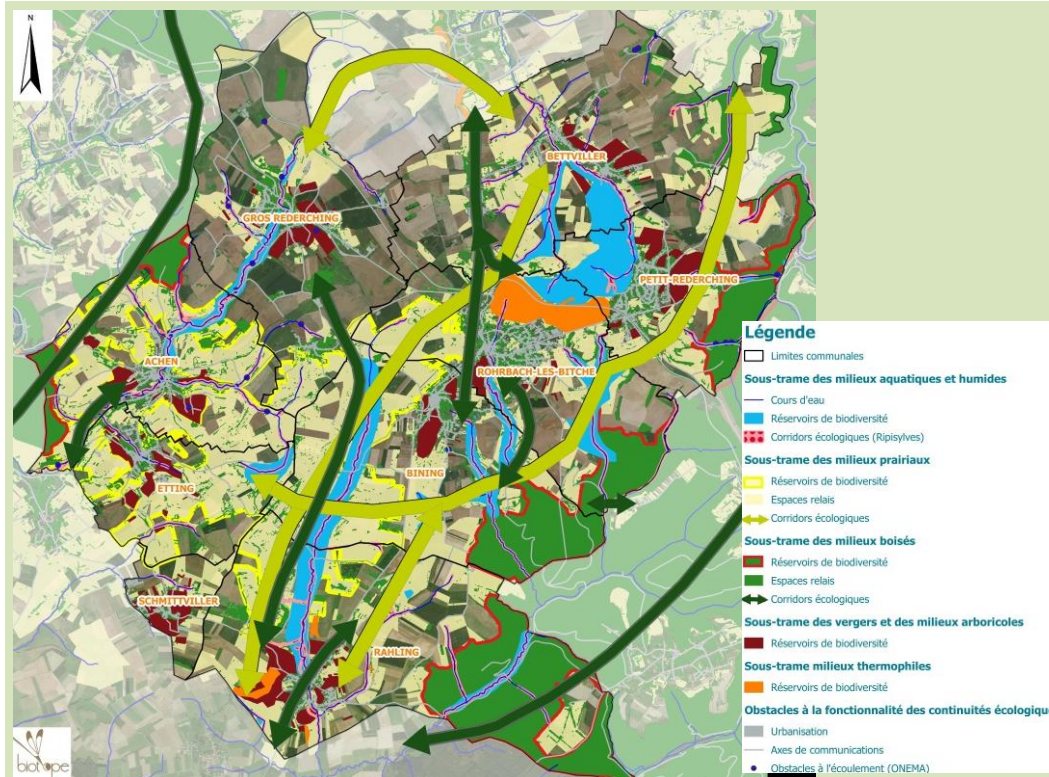 N
BETTVILLER
GROS REDERCHING
PETIT-REDERCHING
ACHEN
ROHRBACH-LES-BITCHE
BINING
ETTING
SCHMITTVILLER
RAHLING
biotope
Légende
Limites communales
Sous-trame des milieux aquatiques et humides
Cours d'eau
Réservoirs de biodiversité
Corridors écologiques (Ripisylves)
Sous-trame des milieux prairiaux
Réservoirs de biodiversité
Espaces relais
Corridors écologiques
Sous-trame des milieux boisés
Réservoirs de biodiversité
Espaces relais
Corridors écologiques
Sous-trame des vergers et des milieux arboricoles
Réservoirs de biodiversité
Sous-trame milieux thermophiles
Réservoirs de biodiversité
Obstacles à la fonctionalité des continuités écologiqu
Urbanisation
Axes de communications
Obstacles à l'écoulement (ONEMA)